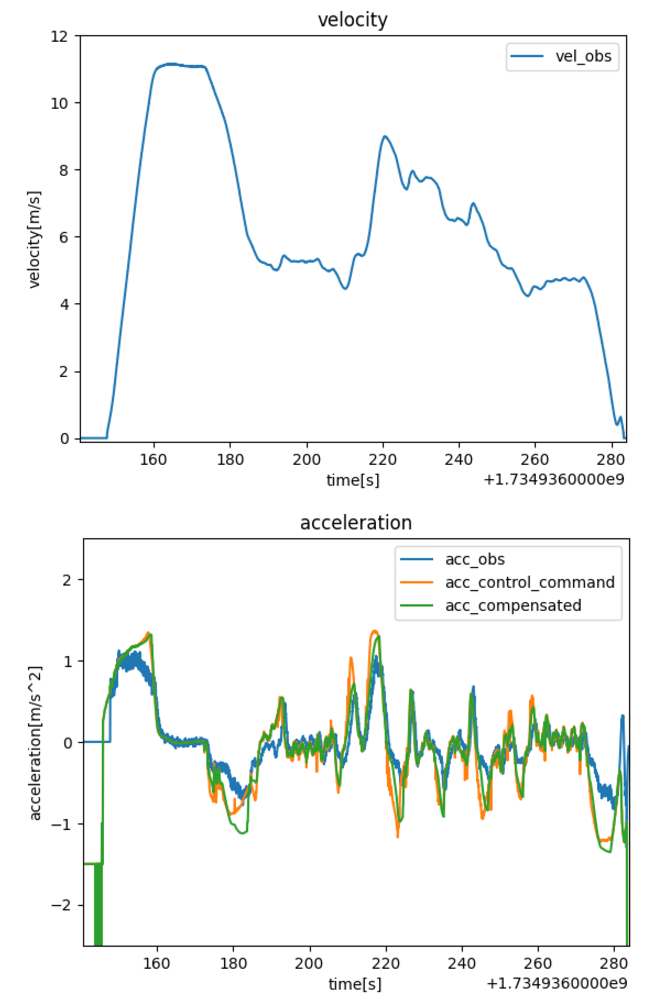 velocity
12
10
8
6
4
2
0
velocity[m/s]
vel_obs
160 180 200 220 240 260 280
time[s]
+1.7349360000e9
acceleration
2
1
0
−1
−2
acceleration[m/s^2]
acc_obs
acc_control_command
acc_compensated
160 180 200 220 240 260 280
time[s]
+1.7349360000e9